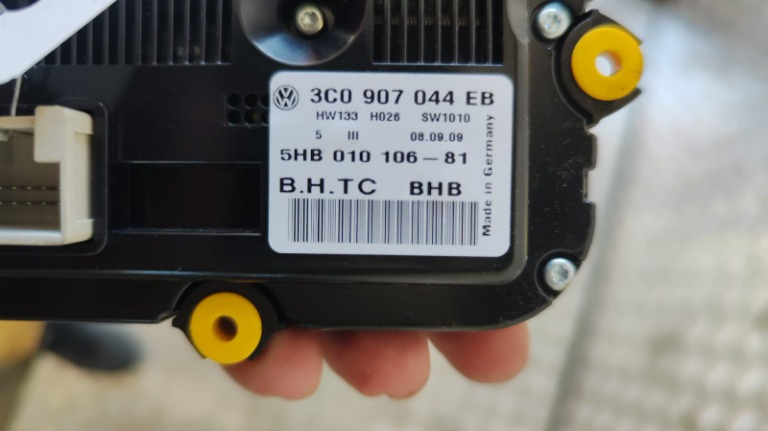 3C0 907 044 EB
HW133 H026 SW1010
5 III 08.09.09
5HB 010 106-81
B.H.TC BHB
Made in Germany